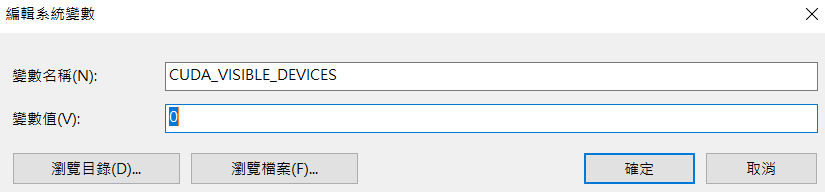 編輯系統變數
變數名稱(N):
CUDA_VISIBLE_DEVICES
變數值(V):
0
瀏覽目錄(D)...
瀏覽檔案(F)...
確定
取消